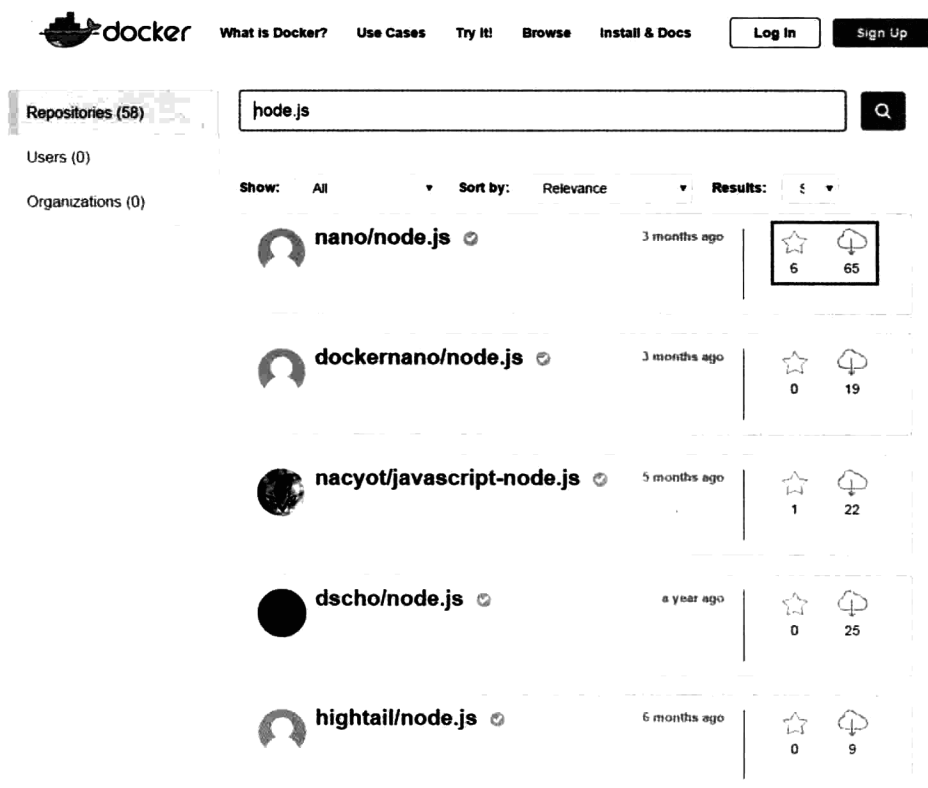 docker What is Docker? Use Cases Try It! Browse Install & Docs Log In Sign Up
Repositories (58)
node.js
Users (0)
Show: All Sort by: Relevance Results:
Organizations (0)
nano/node.js 3 months ago
6 65
dockernano/node.js 3 months ago
0 19
nacyot/javascript-node.js 5 months ago
1 22
dscho/node.js a year ago
0 25
hightail/node.js 6 months ago
0 9